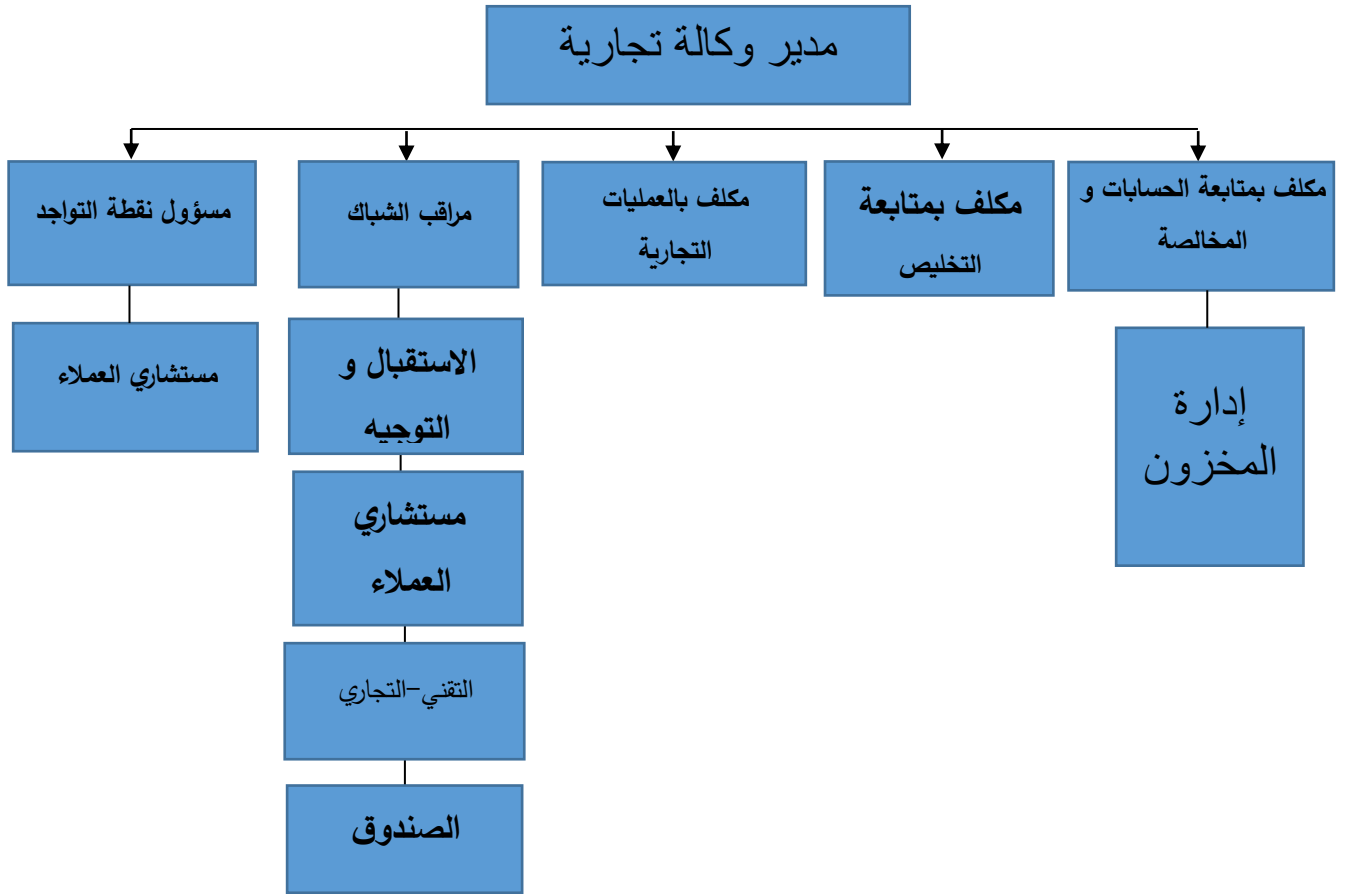 مدير وكالة تجارية
مكلف بمتابعة الحسابات و
المخالصة
مكلف بمتابعة
التخليص
مكلف بالعمليات
التجارية
مراقب الشباك
مسؤول نقطة التواجد
إدارة
المخزون
الاستقبال و
التوجيه
مستشاري العملاء
مستشاري
العملاء
التقني-التجاري
الصندوق